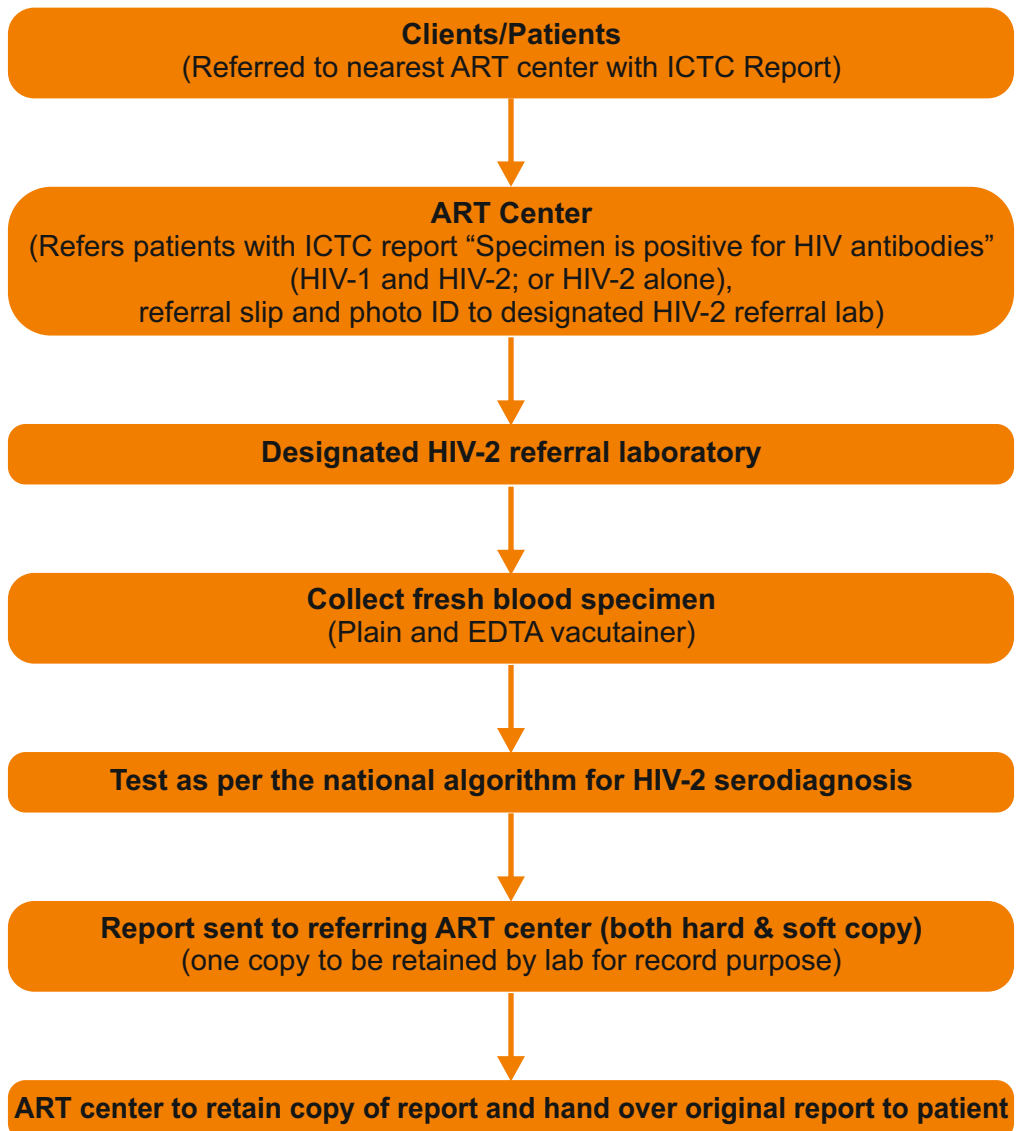 Clients/Patients
(Referred to nearest ART center with ICTC Report)
ART Center
(Refers patients with ICTC report “Specimen is positive for HIV antibodies”
(HIV-1 and HIV-2; or HIV-2 alone),
referral slip and photo ID to designated HIV-2 referral lab)
Designated HIV-2 referral laboratory
Collect fresh blood specimen
(Plain and EDTA vacutainer)
Test as per the national algorithm for HIV-2 serodiagnosis
Report sent to referring ART center (both hard & soft copy)
(one copy to be retained by lab for record purpose)
ART center to retain copy of report and hand over original report to patient